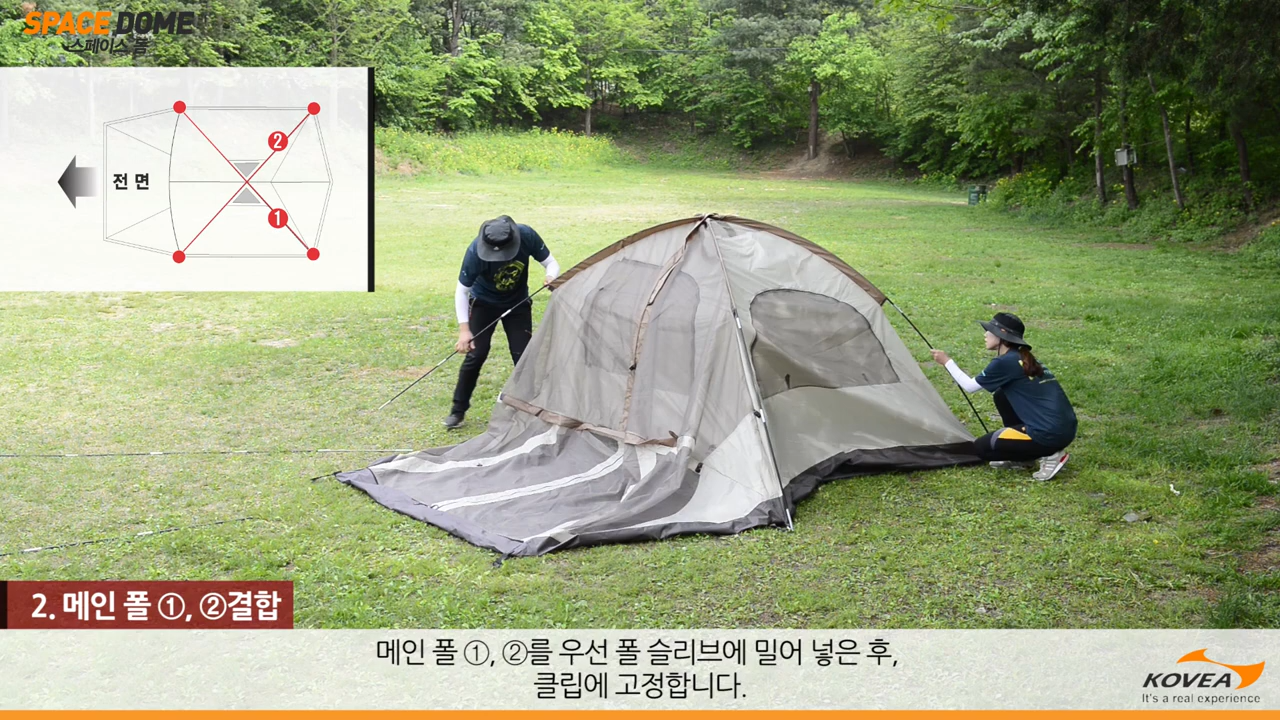 SPACE DOME
스페이스 돔
전 면
②
①
2. 메인 폴 ①, ②결합
메인 폴 ①, ②를 우선 폴 슬리브에 밀어 넣은 후,
클립에 고정합니다.
KOVEA
It's a real experience